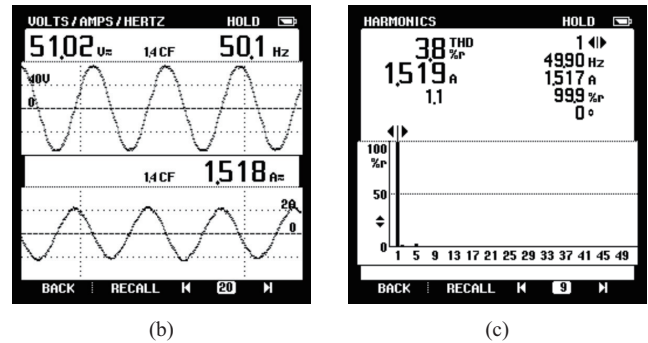 VOLTS/AMPS/HERTZ HOLD
51,02 V≂ 1,4 CF 50,1 Hz
40V
0
1,4 CF 1,518 A≂
2A
0
BACK RECALL 20
(b)
HARMONICS HOLD
3,8 THD %r 1
49,90 Hz
1,519 A 1,517 A
1,1 99,9 %r
0 °
100
%r
50
0
1 5 9 13 17 21 25 29 33 37 41 45 49
BACK RECALL 9
(c)